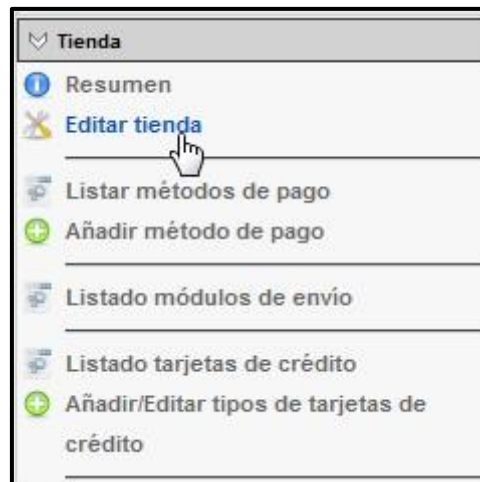 Tienda
Resumen
Editar tienda
Listar métodos de pago
Añadir método de pago
Listado módulos de envío
Listado tarjetas de crédito
Añadir/Editar tipos de tarjetas de
crédito